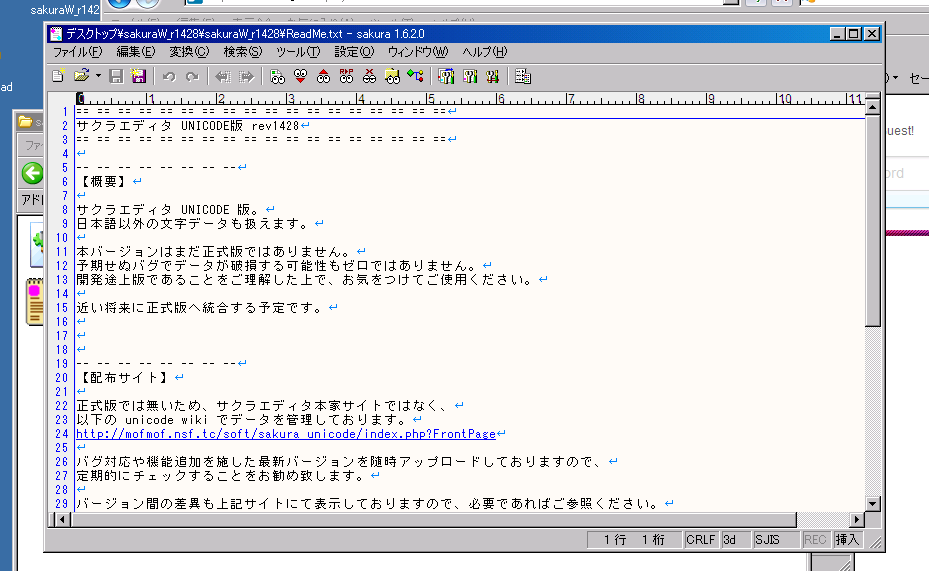 sakuraW_r142
デスクトップ¥sakuraW_r1428¥sakuraW_r1428¥ReadMe.txt - sakura 1.6.2.0
ファイル(F) 編集(E) 変換(C) 検索(S) ツール(T) 設定(O) ウィンドウ(W) ヘルプ(H)
0 1 2 3 4 5 6 7 8 9 10 11
1 == == == == == == == == == == == == == == == == == ==↵
2 サクラエディタ UNICODE版 rev1428↵
3 == == == == == == == == == == == == == == == == == ==↵
4 ↵
5 -- -- -- -- -- -- -- --↵
6 【概要】↵
7 ↵
8 サクラエディタ UNICODE 版。↵
9 日本語以外の文字データも扱えます。↵
10 ↵
11 本バージョンはまだ正式版ではありません。↵
12 予期せぬバグでデータが破損する可能性もゼロではありません。↵
13 開発途上版であることをご理解した上で、お気をつけてご使用ください。↵
14 ↵
15 近い将来に正式版へ統合する予定です。↵
16 ↵
17 ↵
18 ↵
19 -- -- -- -- -- -- -- --↵
20 【配布サイト】↵
21 ↵
22 正式版では無いため、サクラエディタ本家サイトではなく、↵
23 以下の unicode wiki でデータを管理しております。↵
24 http://mofmof.nsf.tc/soft/sakura_unicode/index.php?FrontPage↵
25 ↵
26 バグ対応や機能追加を施した最新バージョンを随時アップロードしておりますので、↵
27 定期的にチェックすることをお勧め致します。↵
28 ↵
29 バージョン間の差異も上記サイトにて表示しておりますので、必要であればご参照ください。↵
1 行 1 桁 CRLF 3d SJIS REC 挿入
ad
ファ
アド
セー
uest!
ord